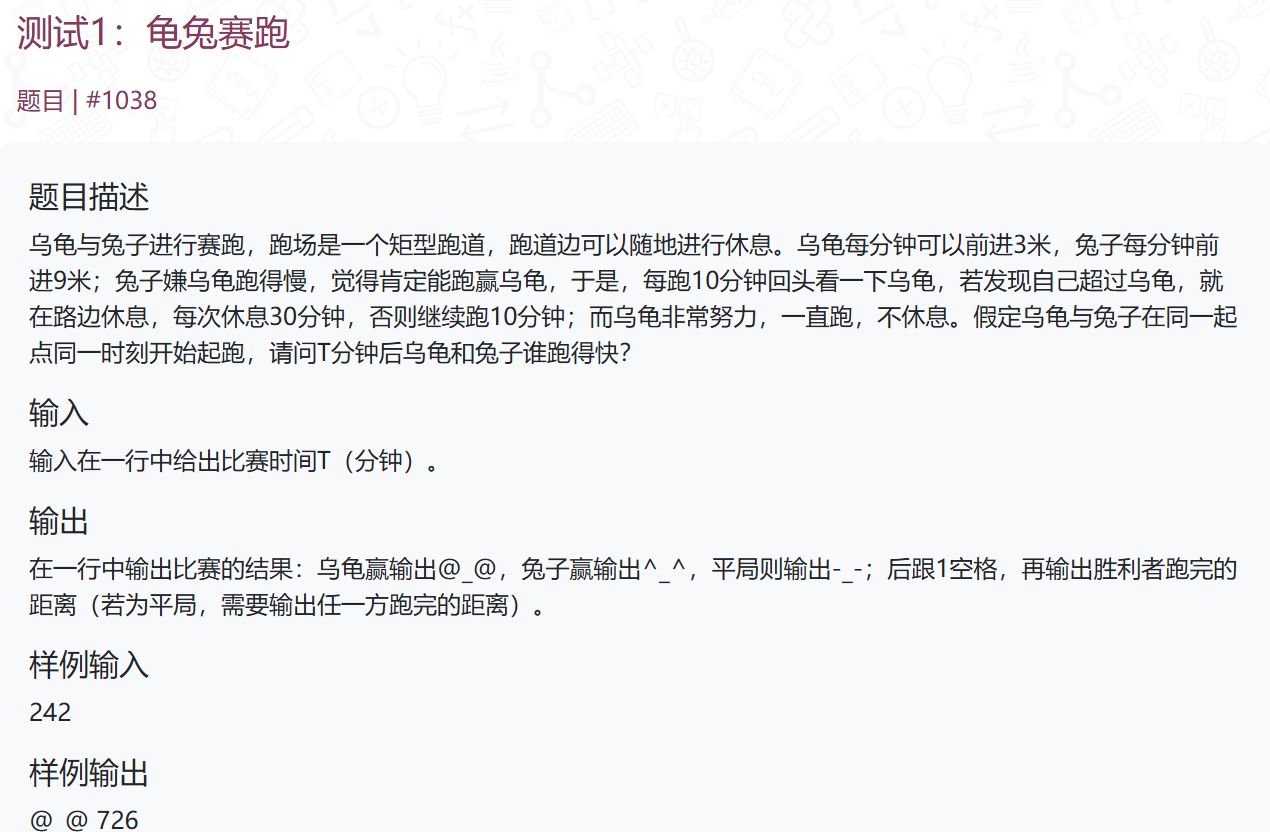 测试1：龟兔赛跑
题目 | #1038
题目描述
乌龟与兔子进行赛跑，跑场是一个矩型跑道，跑道边可以随地进行休息。乌龟每分钟可以前进3米，兔子每分钟前
进9米；兔子嫌乌龟跑得慢，觉得肯定能跑赢乌龟，于是，每跑10分钟回头看一下乌龟，若发现自己超过乌龟，就
在路边休息，每次休息30分钟，否则继续跑10分钟；而乌龟非常努力，一直跑，不休息。假定乌龟与兔子在同一起
点同一时刻开始起跑，请问T分钟后乌龟和兔子谁跑得快？
输入
输入在一行中给出比赛时间T（分钟）。
输出
在一行中输出比赛的结果：乌龟赢输出@_@，兔子赢输出^_^，平局则输出-_-；后跟1空格，再输出胜利者跑完的
距离（若为平局，需要输出任一方跑完的距离）。
样例输入
242
样例输出
@_@ 726